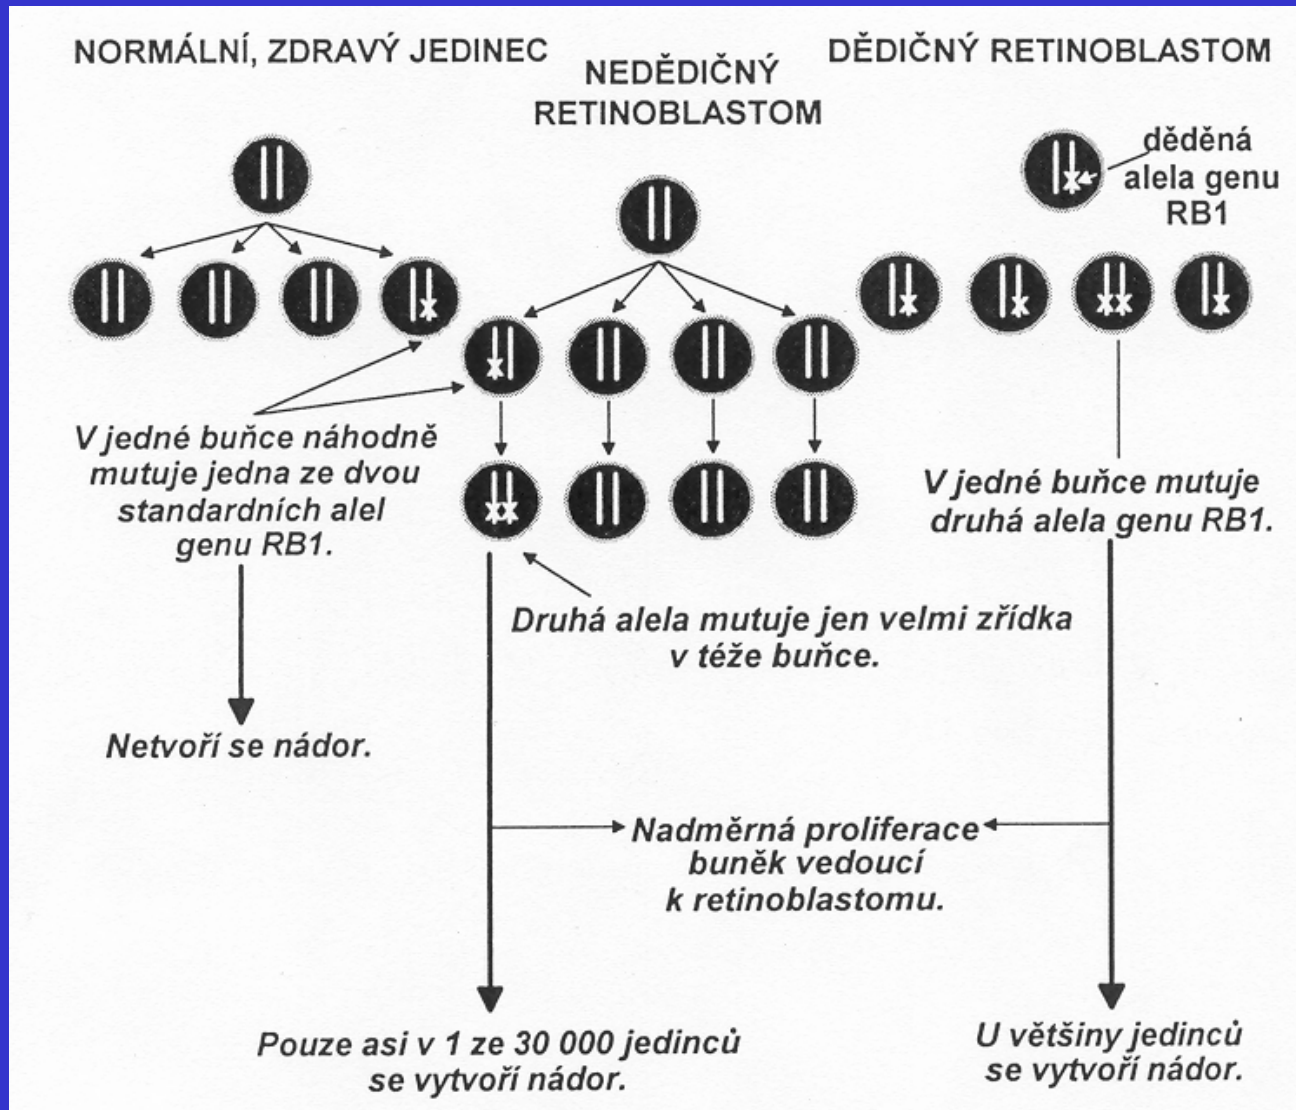 NORMÁLNÍ, ZDRAVÝ JEDINEC
NEDĚDIČNÝ
RETINOBLASTOM
DĚDIČNÝ RETINOBLASTOM
děděná
alela genu
RB1
V jedné buňce náhodně
mutuje jedna ze dvou
standardních alel
genu RB1.
V jedné buňce mutuje
druhá alela genu RB1.
Druhá alela mutuje jen velmi zřídka
v téže buňce.
Netvoří se nádor.
Nadměrná proliferace
buněk vedoucí
k retinoblastomu.
Pouze asi v 1 ze 30 000 jedinců
se vytvoří nádor.
U většiny jedinců
se vytvoří nádor.